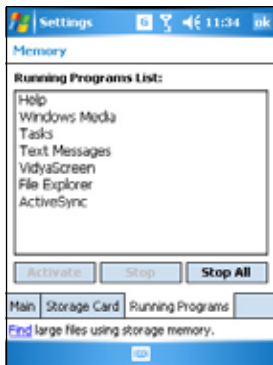 Settings 11:34 ok
Memory
Running Programs List:
Help
Windows Media
Tasks
Text Messages
VidyaScreen
File Explorer
ActiveSync
Activate Stop Stop All
Main Storage Card Running Programs
Find large files using storage memory.